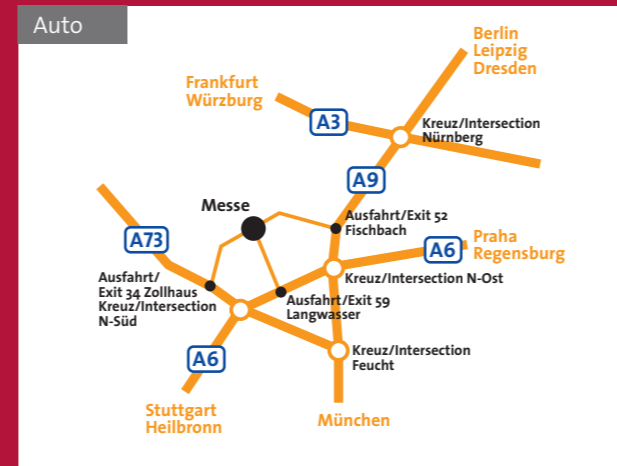 Auto
Berlin
Leipzig
Dresden
Frankfurt
Würzburg
A3
Kreuz/Intersection
Nürnberg
A9
Messe
Ausfahrt/Exit 52
Fischbach
A73
A6
Praha
Regensburg
Ausfahrt/
Exit 34 Zollhaus
Kreuz/Intersection
N-Süd
Kreuz/Intersection N-Ost
Ausfahrt/Exit 59
Langwasser
A6
Kreuz/Intersection
Feucht
Stuttgart
Heilbronn
München